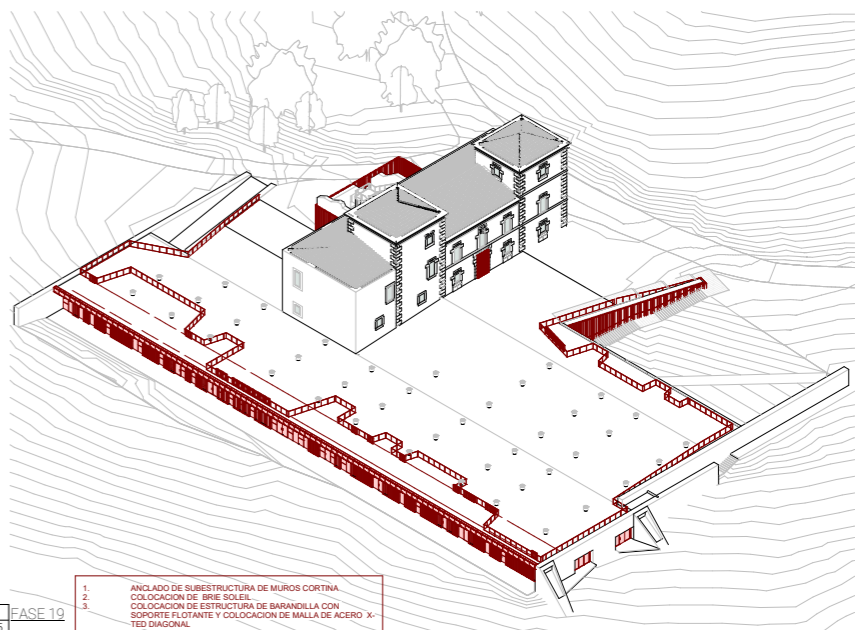 1. ANCLADO DE SUBESTRUCTURA DE MUROS CORTINA
2. COLOCACION DE BRIE SOLEIL
3. COLOCACION DE ESTRUCTURA DE BARANDILLA CON
SOPORTE FLOTANTE Y COLOCACION DE MALLA DE ACERO X-
TED DIAGONAL
FASE 19